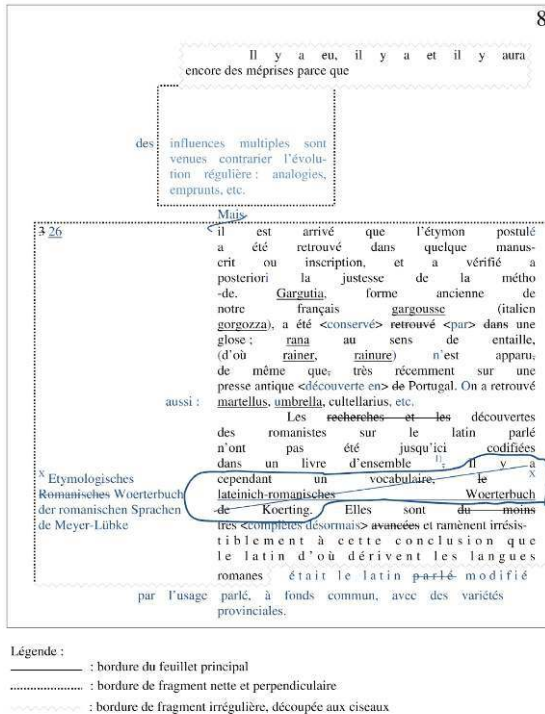 8
Il y a eu, il y a et il y aura
encore des méprises parce que
des influences multiples sont
venues contrarier l'évolu-
tion régulière : analogies,
emprunts, etc.
Mais
3 26 il est arrivé que l'étymon postulé
a été retrouvé dans quelque manus-
crit ou inscription, et a vérifié a
posteriori la justesse de la métho
-de. Gargutia, forme ancienne de
notre français gargousse (italien
gorgozza), a été <conservé> retrouvé <par> dans une
glose ; rana au sens de entaille,
(d'où rainer, rainure) n'est apparu,
de même que, très récemment sur une
presse antique <découverte en> de Portugal. On a retrouvé
aussi : martellus, umbrella, cultellarius, etc.
Les recherches et les découvertes
des romanistes sur le latin parlé
n'ont pas été jusqu'ici codifiées
dans un livre d'ensemble 1). Il y a
X Etymologisches cependant un vocabulaire, le X
Romanisches Woerterbuch lateinich-romanisches Woerterbuch
der romanischen Sprachen de Koerting. Elles sont du moins
de Meyer-Lübke très <complètes désormais> avancées et ramènent irrésis-
tiblement à cette conclusion que
le latin d'où dérivent les langues
romanes était le latin parlé modifié
par l'usage parlé, à fonds commun, avec des variétés
provinciales.
Légende :
: bordure du feuillet principal
: bordure de fragment nette et perpendiculaire
: bordure de fragment irrégulière, découpée aux ciseaux